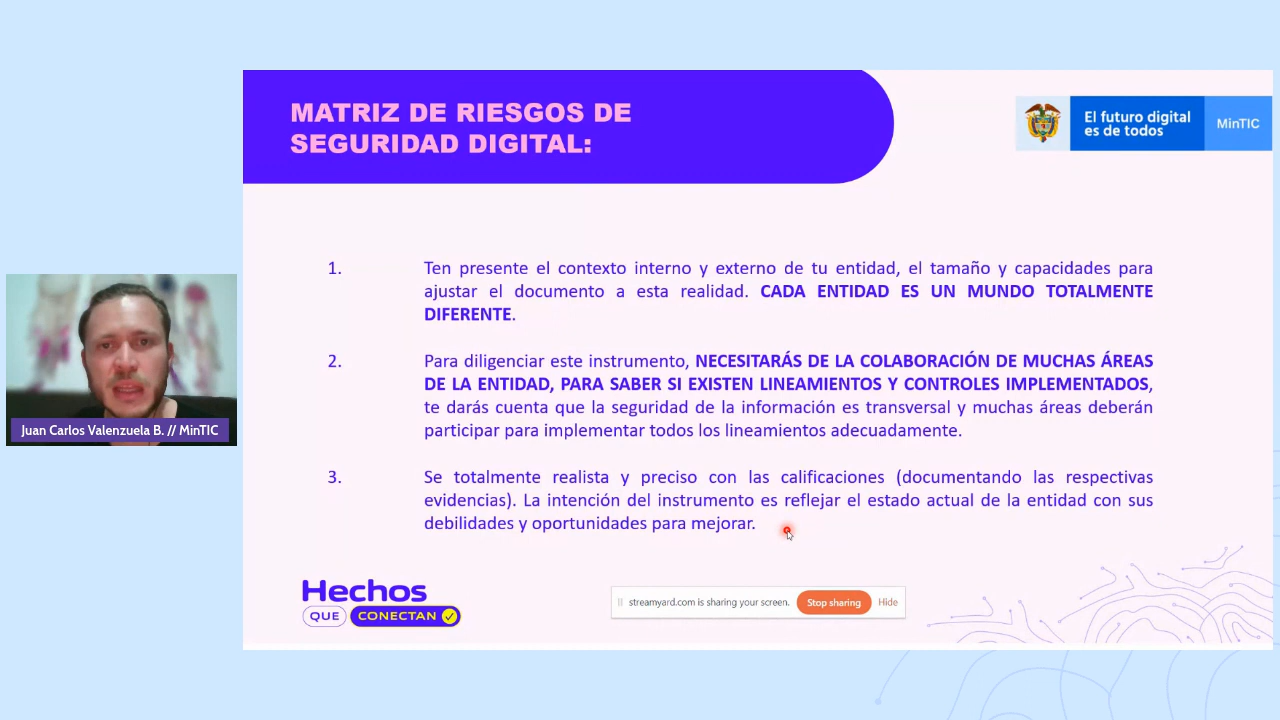 MATRIZ DE RIESGOS DE
SEGURIDAD DIGITAL:
El futuro digital
es de todos
MinTIC
1. Ten presente el contexto interno y externo de tu entidad, el tamaño y capacidades para
ajustar el documento a esta realidad. CADA ENTIDAD ES UN MUNDO TOTALMENTE
DIFERENTE.
2. Para diligenciar este instrumento, NECESITARÁS DE LA COLABORACIÓN DE MUCHAS ÁREAS
DE LA ENTIDAD, PARA SABER SI EXISTEN LINEAMIENTOS Y CONTROLES IMPLEMENTADOS,
te darás cuenta que la seguridad de la información es transversal y muchas áreas deberán
participar para implementar todos los lineamientos adecuadamente.
3. Se totalmente realista y preciso con las calificaciones (documentando las respectivas
evidencias). La intención del instrumento es reflejar el estado actual de la entidad con sus
debilidades y oportunidades para mejorar.
Juan Carlos Valenzuela B. // MinTIC
Hechos
QUE CONECTAN
streamyard.com is sharing your screen. Stop sharing Hide